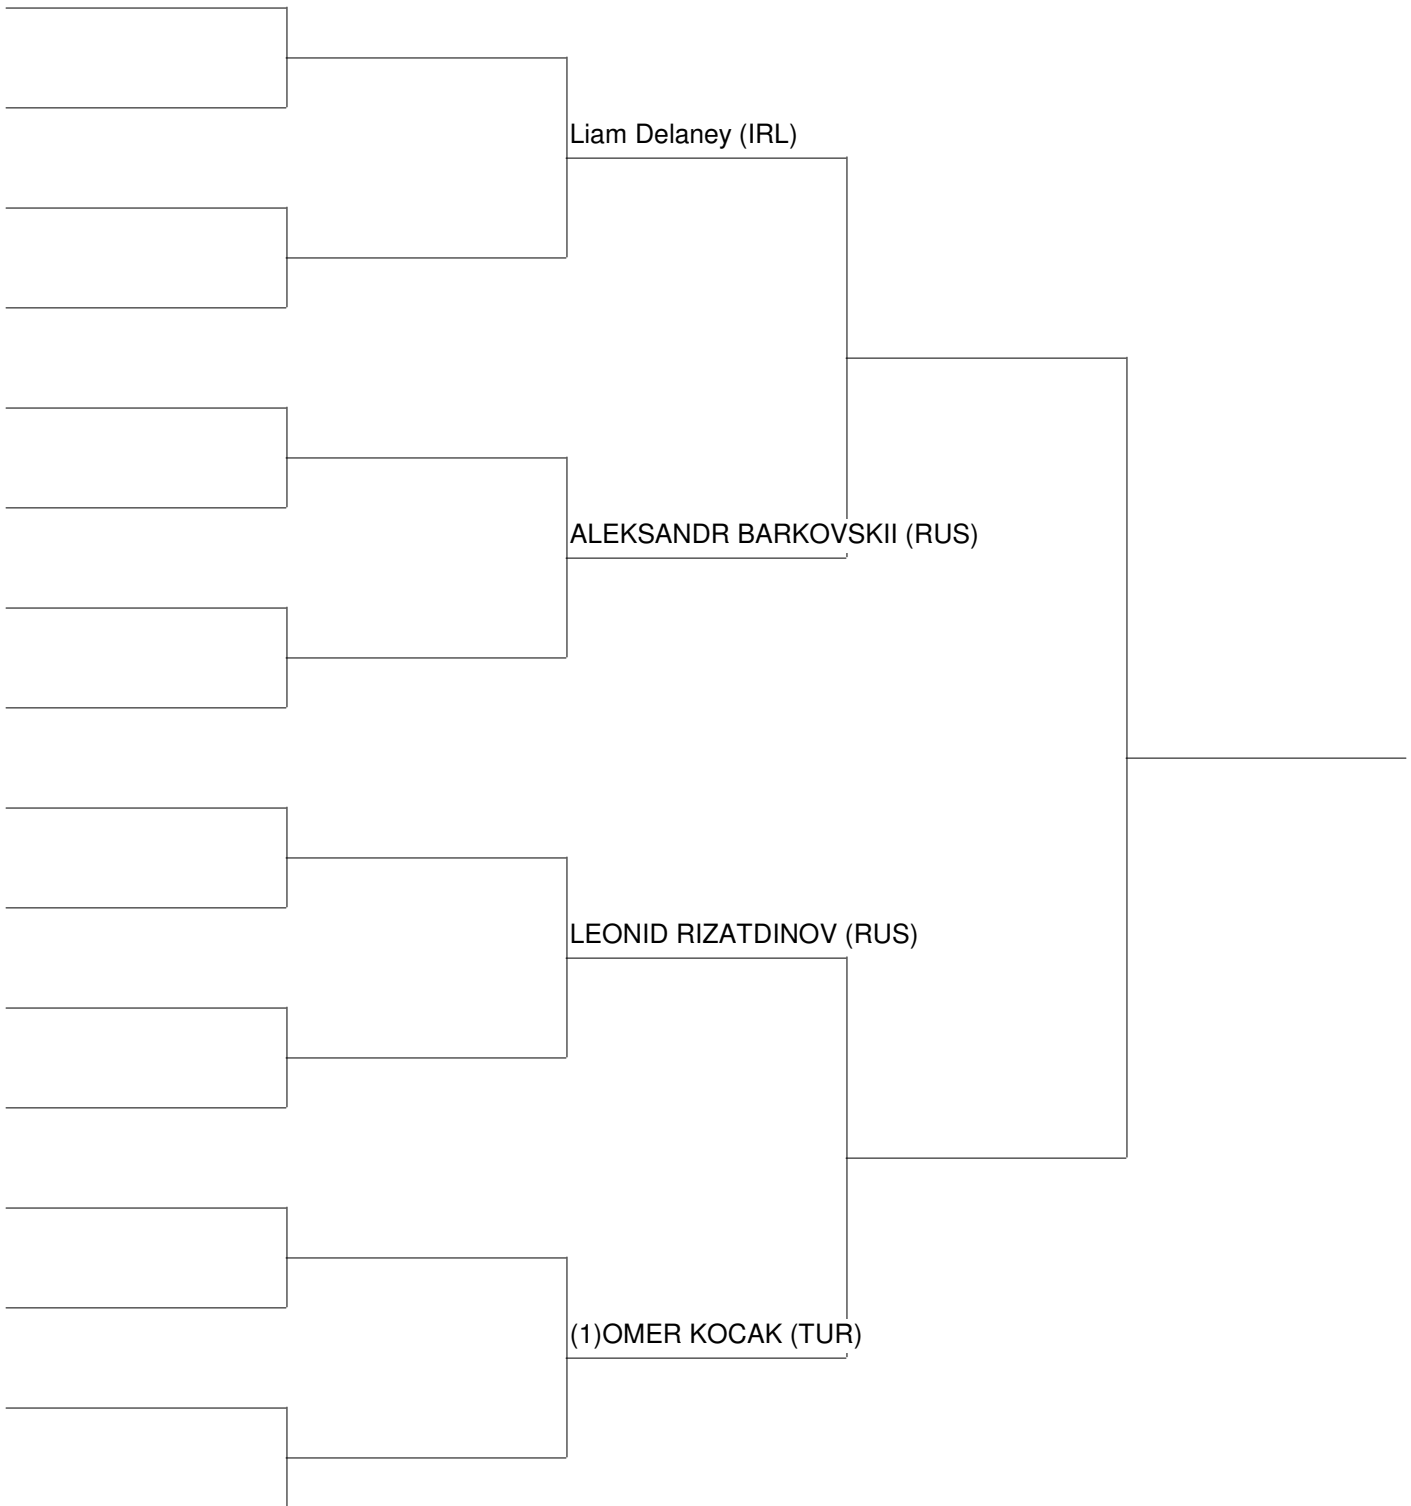 Liam Delaney (IRL)
ALEKSANDR BARKOVSKII (RUS)
LEONID RIZATDINOV (RUS)
(1)OMER KOCAK (TUR)